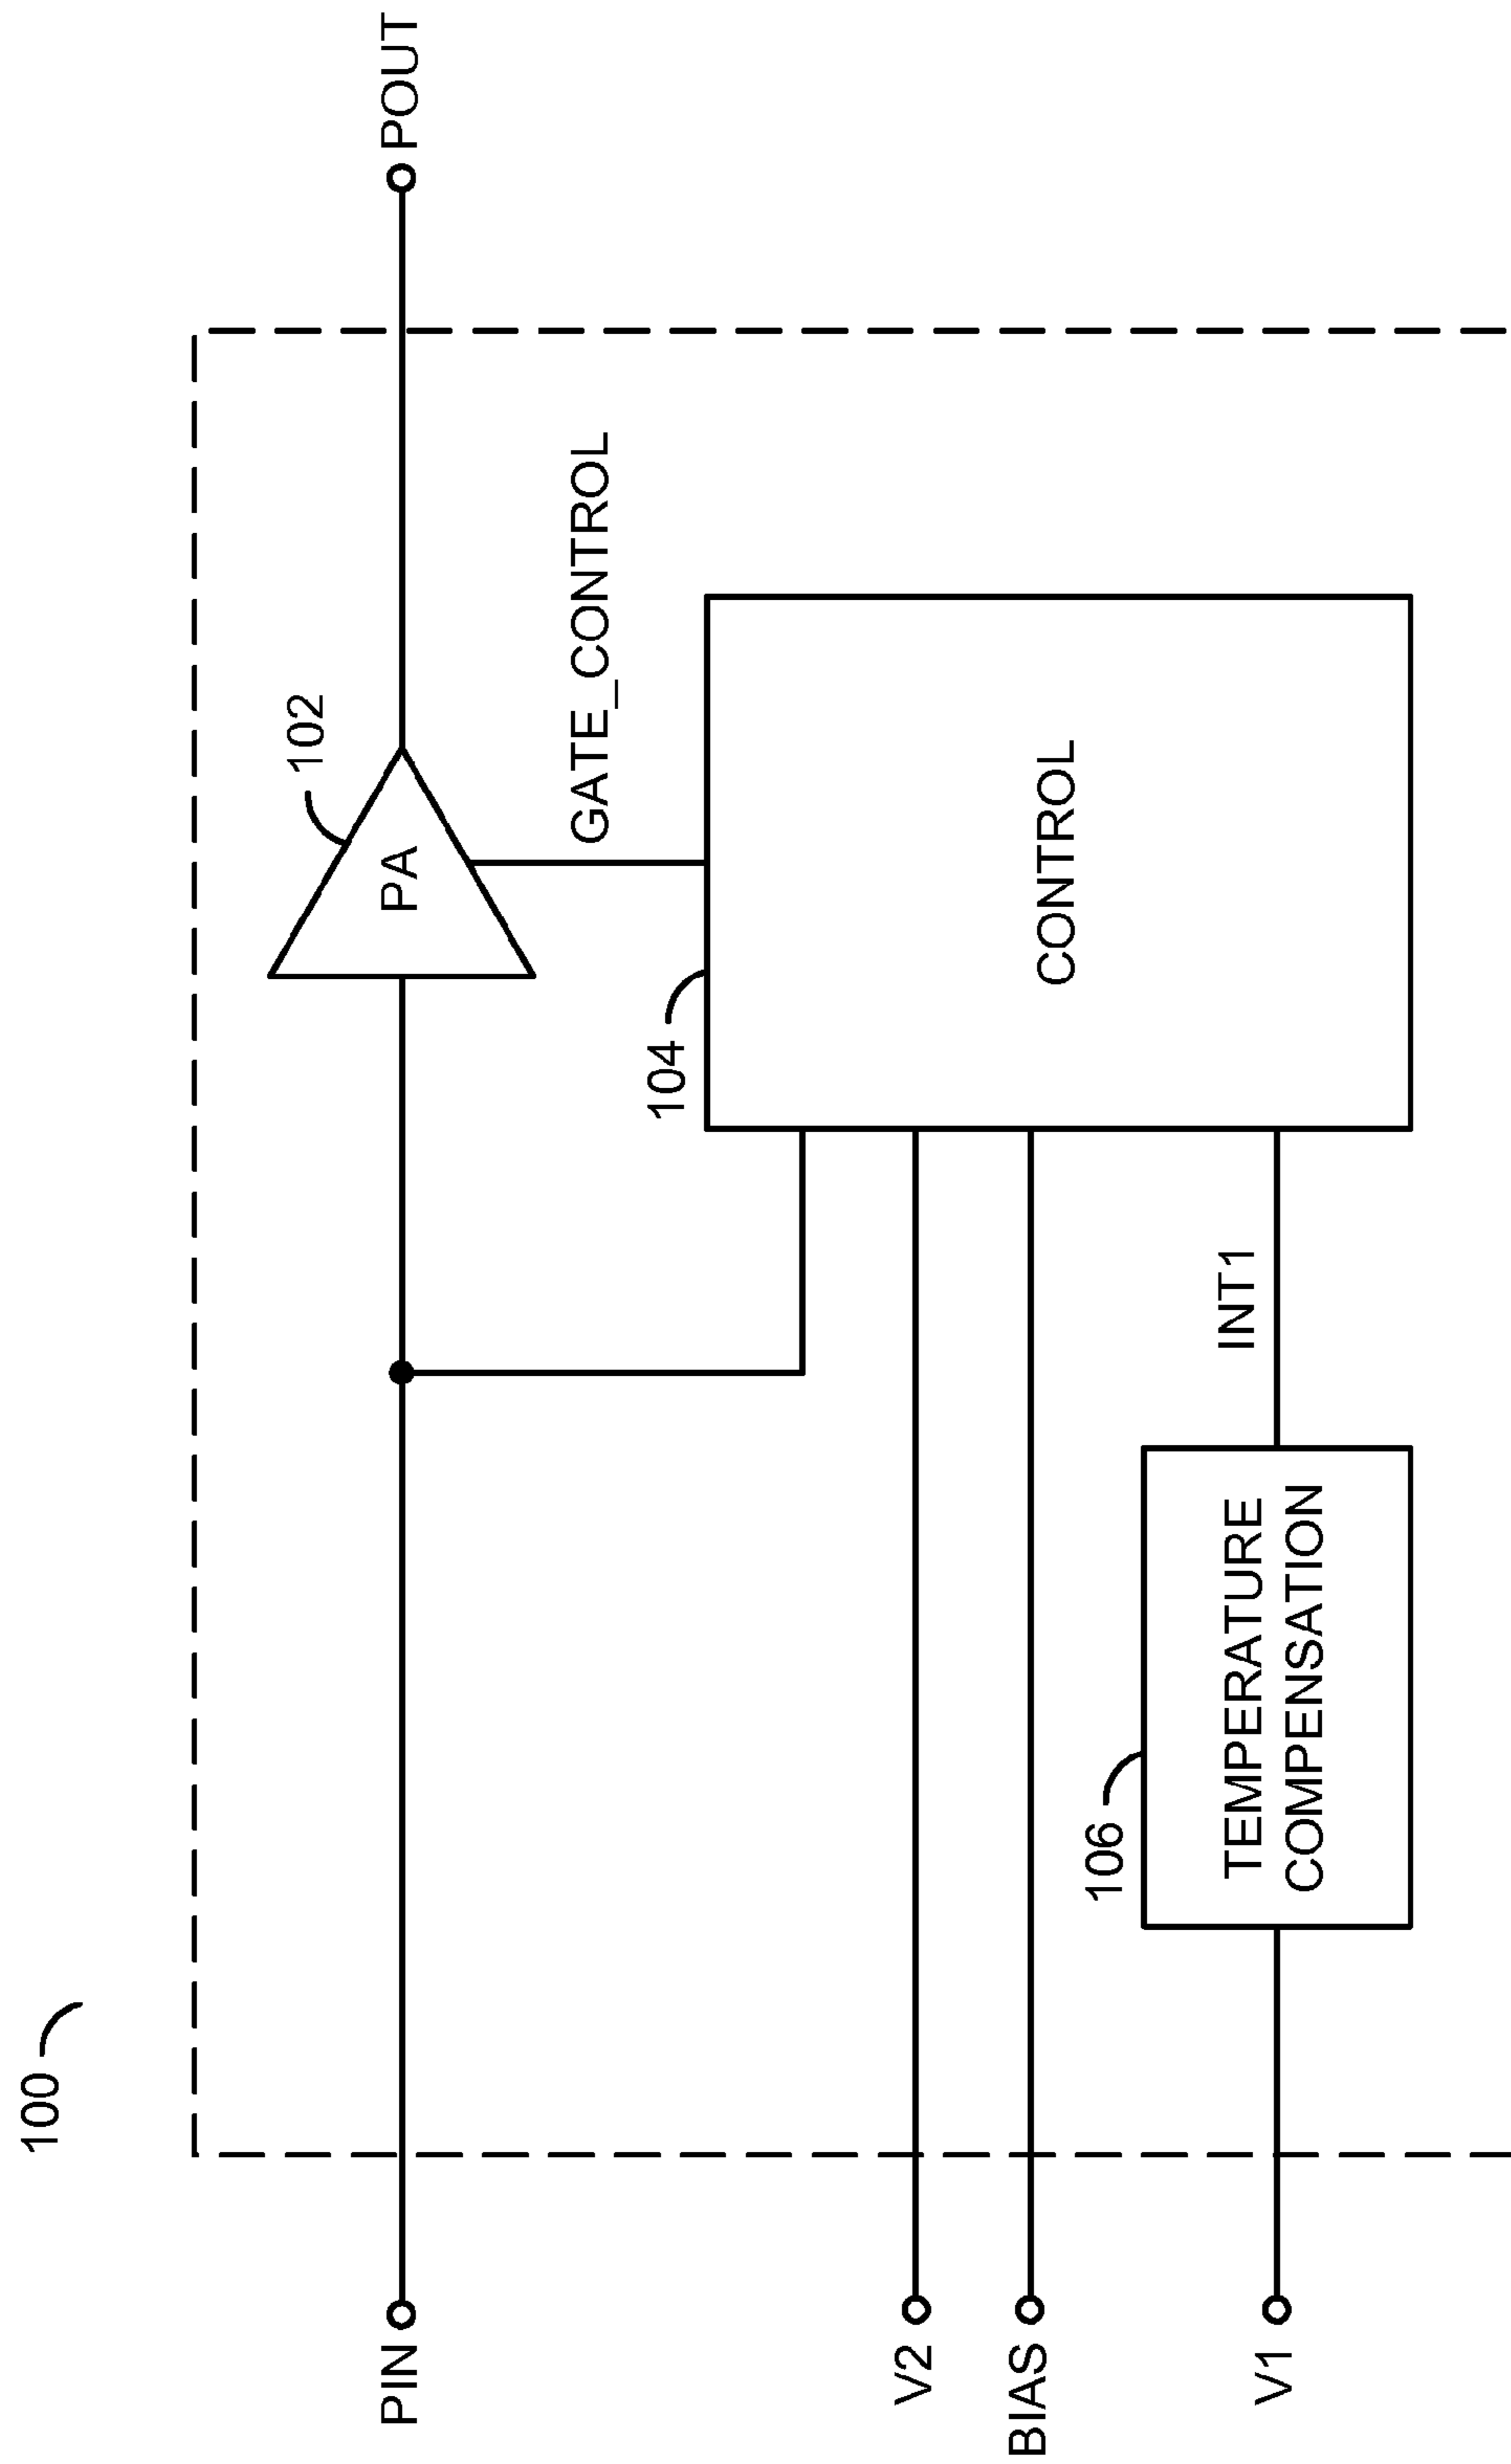 100
102
PIN
PA
POUT
GATE_CONTROL
104
V2
BIAS
CONTROL
106
INT1
V1
TEMPERATURE
COMPENSATION